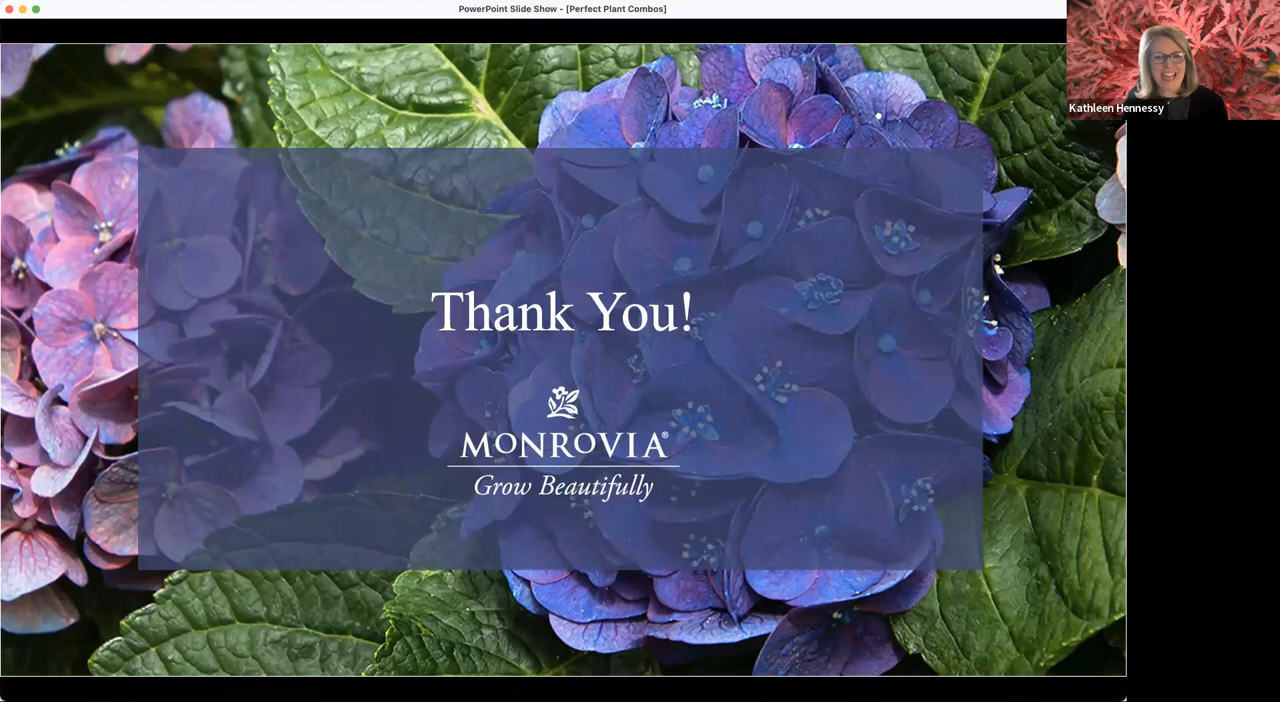 PowerPoint Slide Show - [Perfect Plant Combos]
Kathleen Hennessy
Thank You!
MONROVIA®
Grow Beautifully